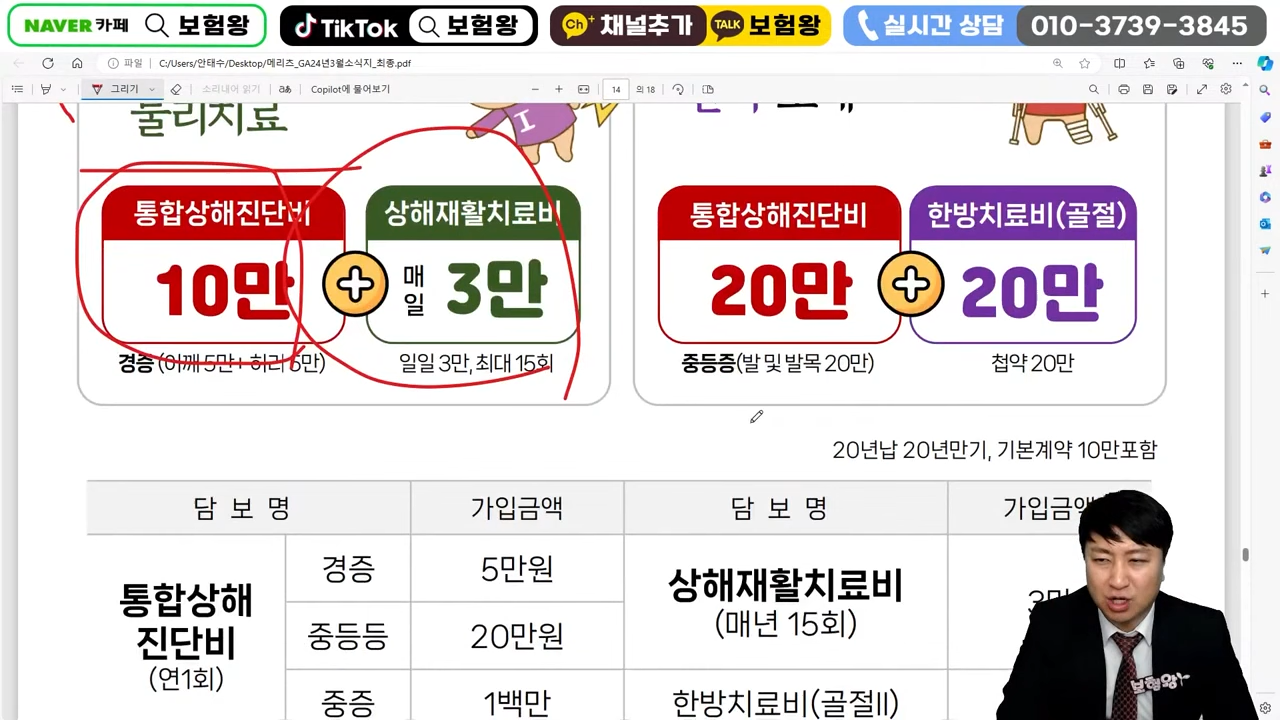 NAVER 카페 보험왕
TikTok 보험왕
Ch+ 채널추가 TALK 보험왕
실시간 상담 010-3739-3845
파일 C:/Users/안태수/Desktop/메리츠_GA24년3월소식지_최종.pdf
그리기 소리내어 읽기 aあ Copilot에 물어보기 14 의 18
물리치료
통합상해진단비
10만
상해재활치료비
매일 3만
경증 (어깨 5만+ 허리 5만)
일일 3만, 최대 15회
통합상해진단비
20만
한방치료비(골절)
20만
중등증(발 및 발목 20만)
첩약 20만
20년납 20년만기, 기본계약 10만포함
담 보 명 가입금액 담 보 명 가입금액
통합상해
진단비
(연1회)
경증 5만원
중등등 20만원
중증 1백만
상해재활치료비
(매년 15회)
한방치료비(골절II)
보험왕